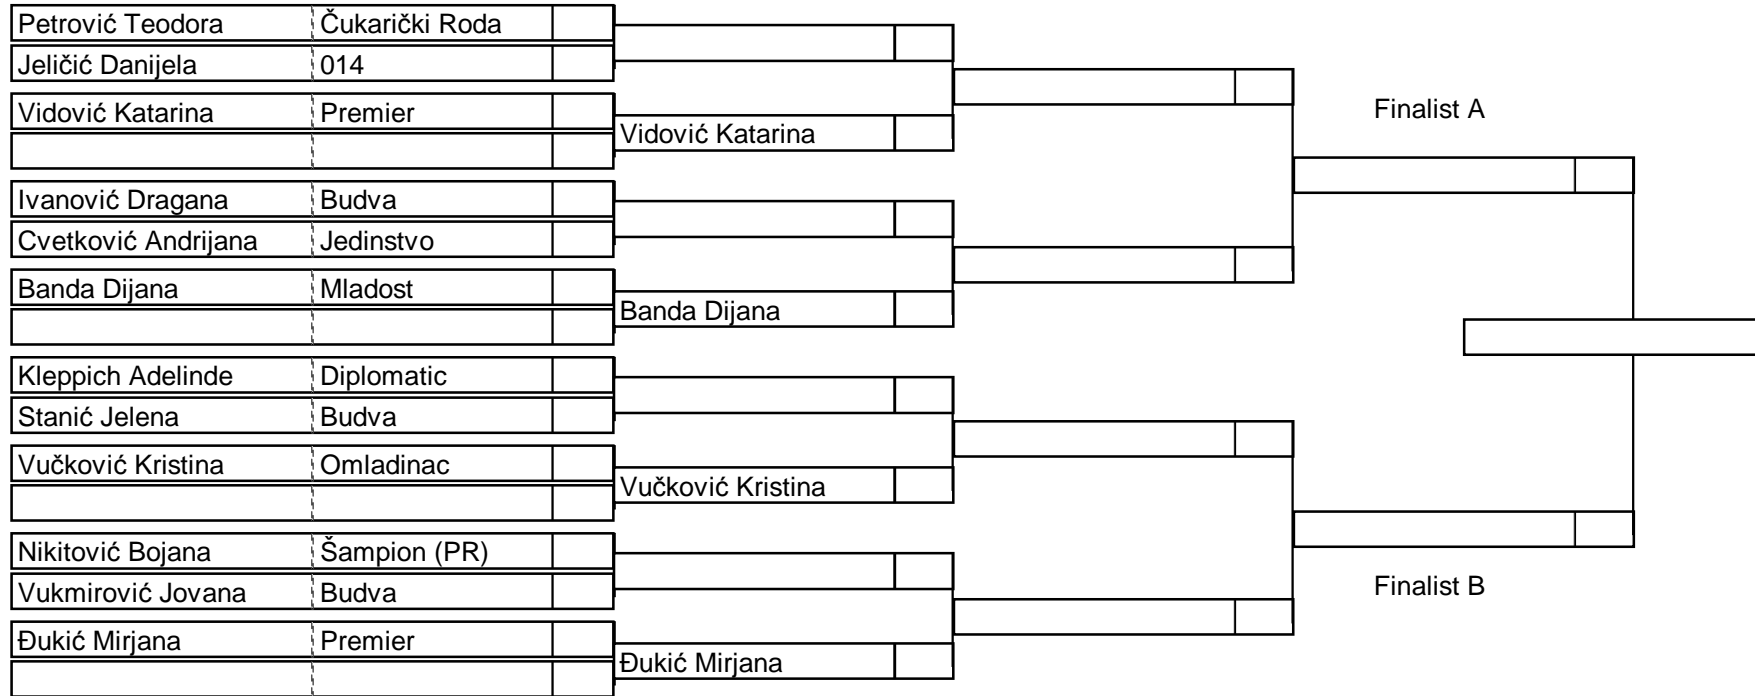 Petrović Teodora Čukarički Roda
Jeličić Danijela 014
Finalist A
Vidović Katarina Premier
Vidović Katarina
Ivanović Dragana Budva
Cvetković Andrijana Jedinstvo
Banda Dijana Mladost
Banda Dijana
Kleppich Adelinde Diplomatic
Stanić Jelena Budva
Vučković Kristina Omladinac
Vučković Kristina
Nikitović Bojana Šampion (PR)
Vukmirović Jovana Budva
Finalist B
Đukić Mirjana Premier
Đukić Mirjana